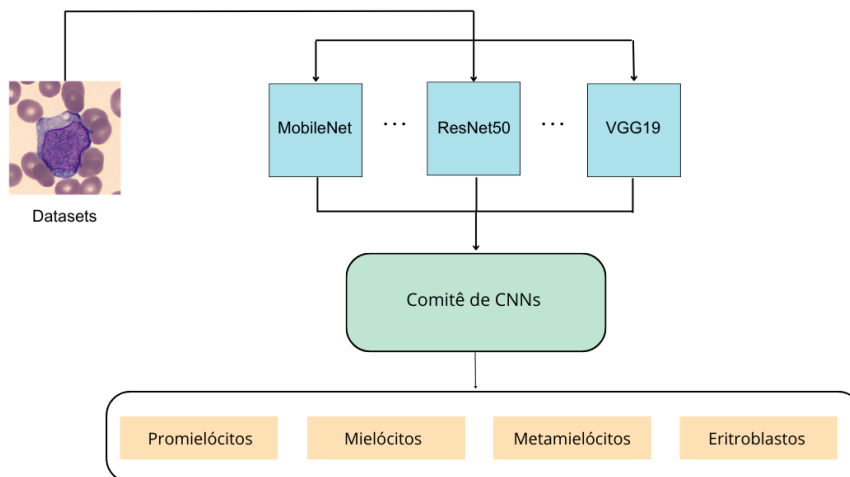 MobileNet
...
ResNet50
...
VGG19
Datasets
Comitê de CNNs
Promielócitos
Mielócitos
Metamielócitos
Eritroblastos